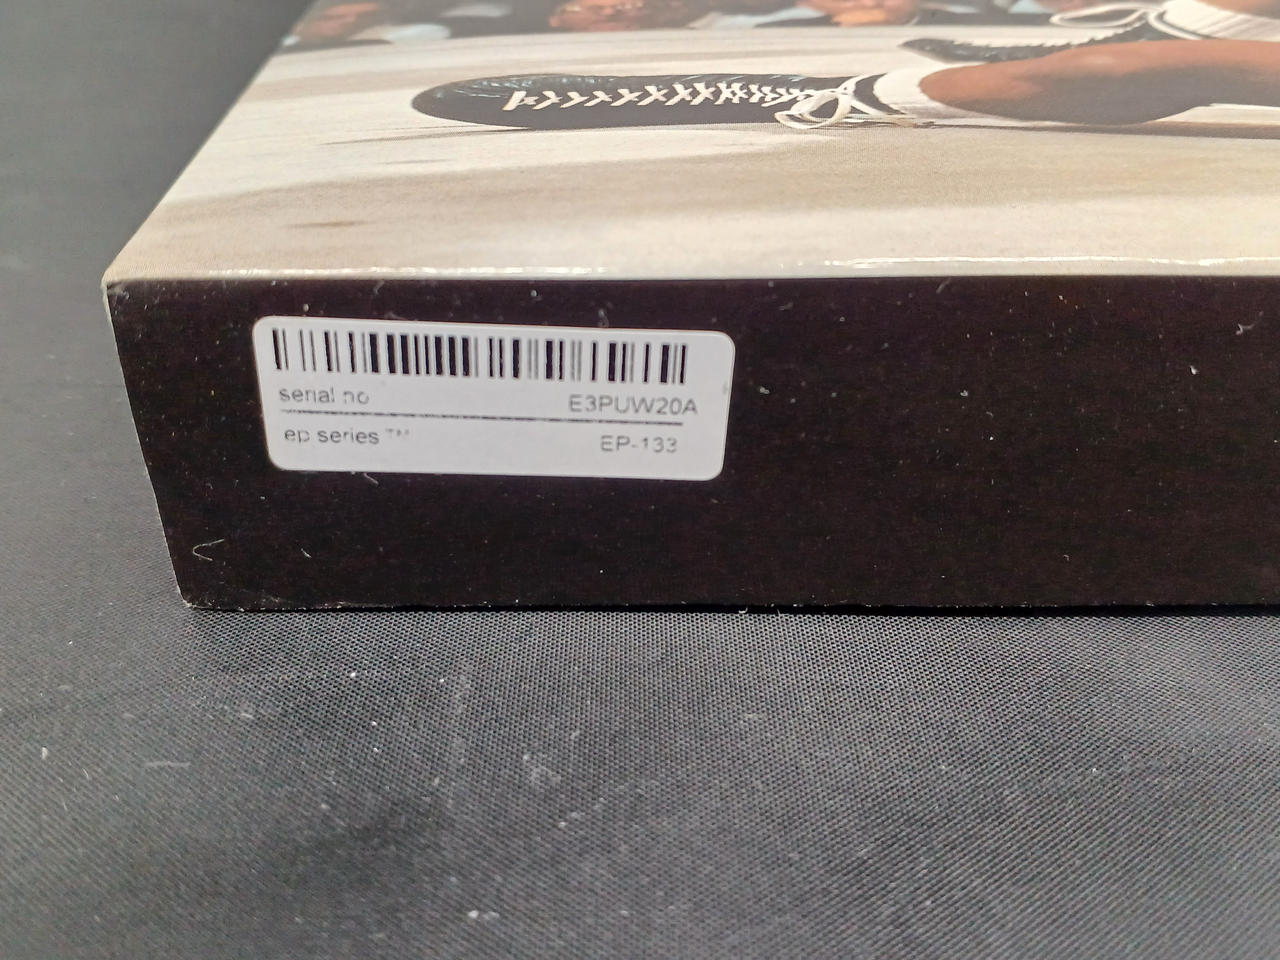 serial no E3PUW20A
ep series ™ EP-133